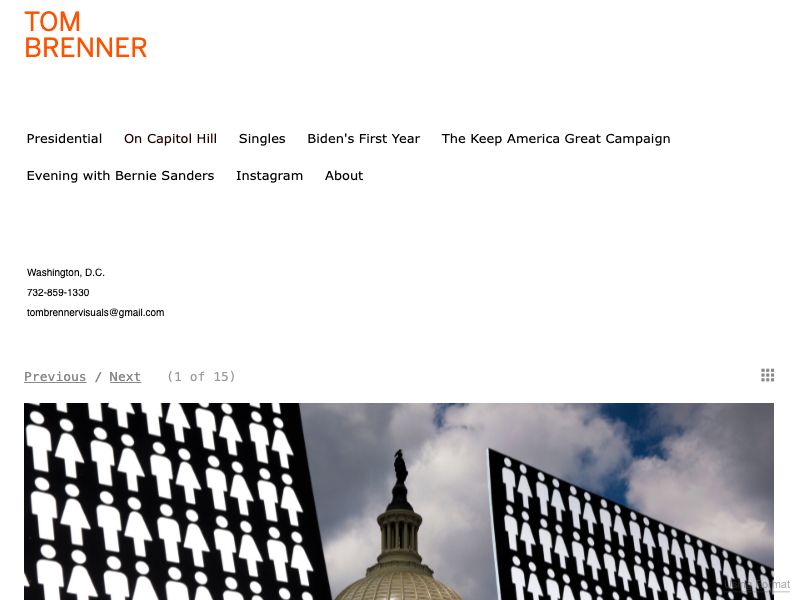 TOM
BRENNER
Presidential On Capitol Hill Singles Biden's First Year The Keep America Great Campaign
Evening with Bernie Sanders Instagram About
Washington, D.C.
732-859-1330
tombrennervisuals@gmail.com
Previous / Next (1 of 15)